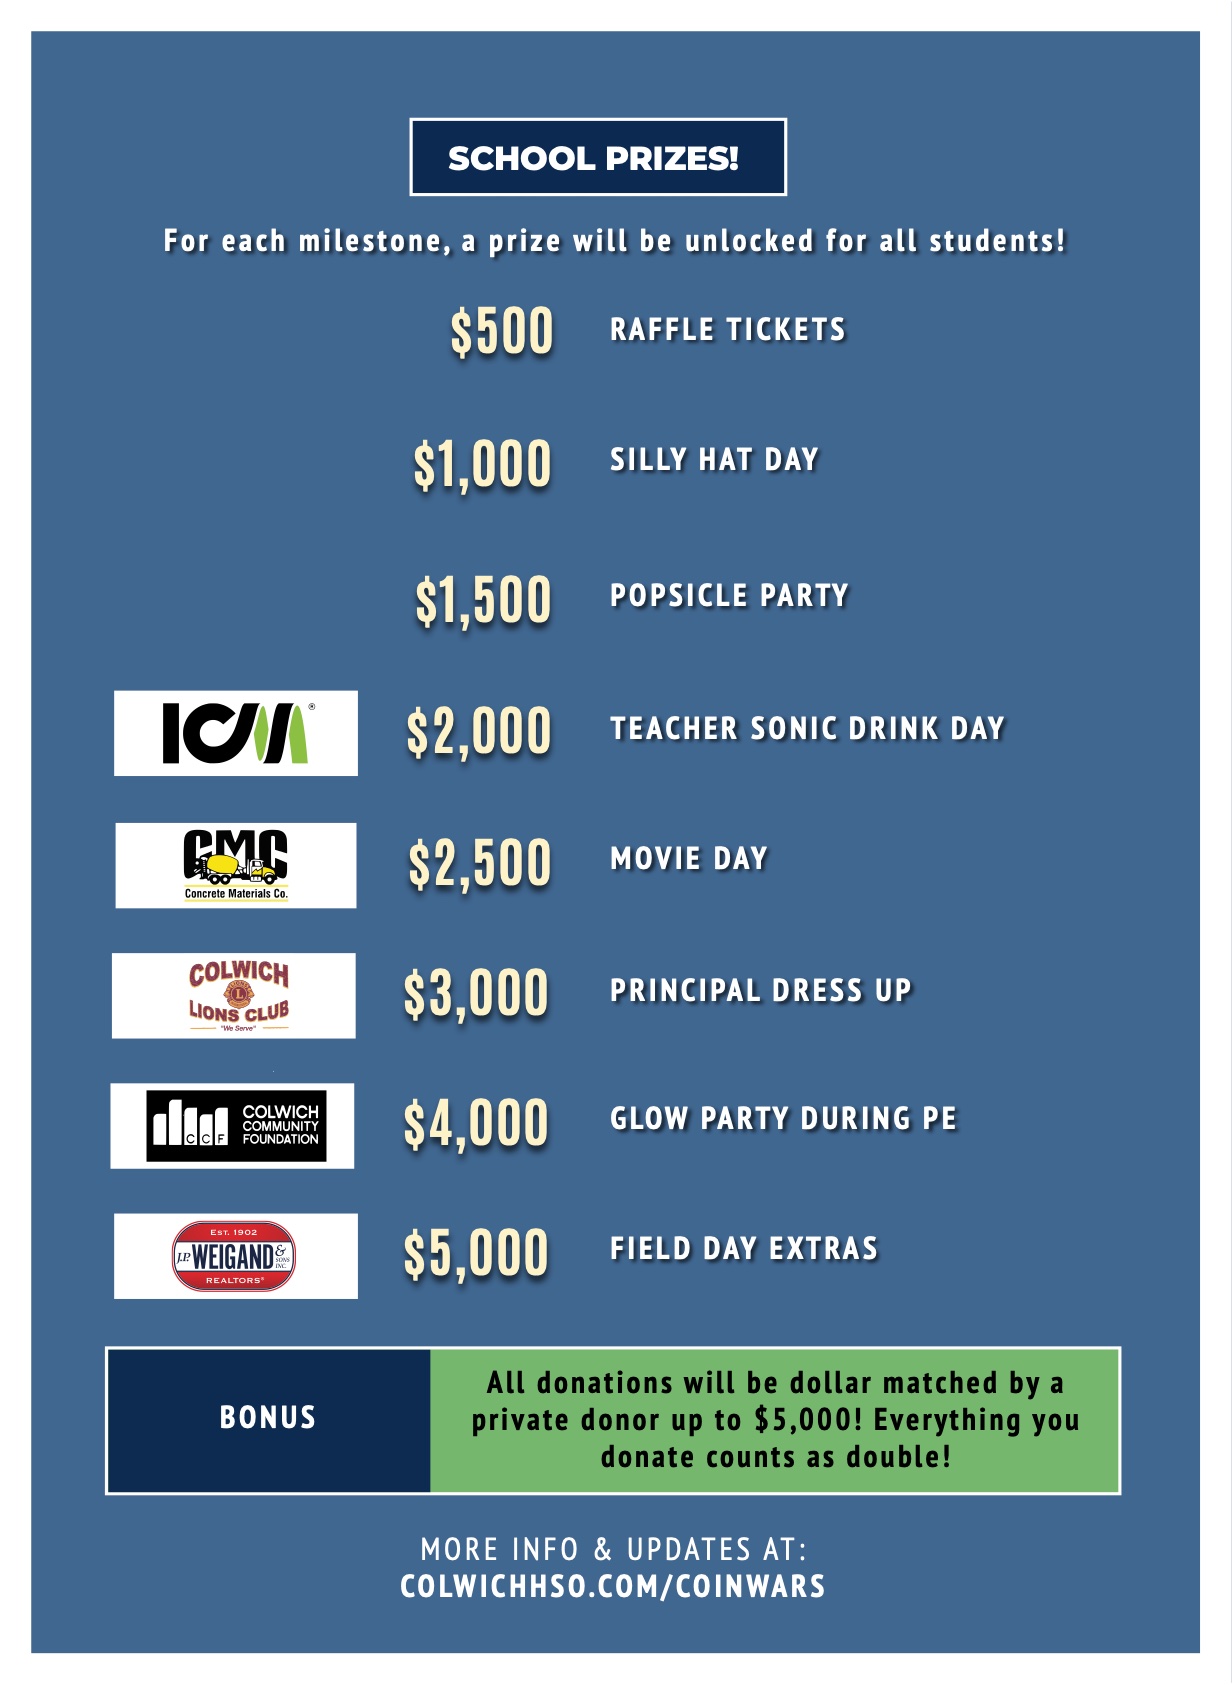 SCHOOL PRIZES!
For each milestone, a prize will be unlocked for all students!
$500 RAFFLE TICKETS
$1,000 SILLY HAT DAY
$1,500 POPSICLE PARTY
ICM®
$2,000 TEACHER SONIC DRINK DAY
CMC
Concrete Materials Co.
$2,500 MOVIE DAY
COLWICH
LIONS
L
INTERNATIONAL
LIONS CLUB
"We Serve"
$3,000 PRINCIPAL DRESS UP
CCF
COLWICH
COMMUNITY
FOUNDATION
$4,000 GLOW PARTY DURING PE
EST. 1902
J.P. WEIGAND & SONS INC.
REALTORS®
$5,000 FIELD DAY EXTRAS
BONUS
All donations will be dollar matched by a
private donor up to $5,000! Everything you
donate counts as double!
MORE INFO & UPDATES AT:
COLWICHHSO.COM/COINWARS